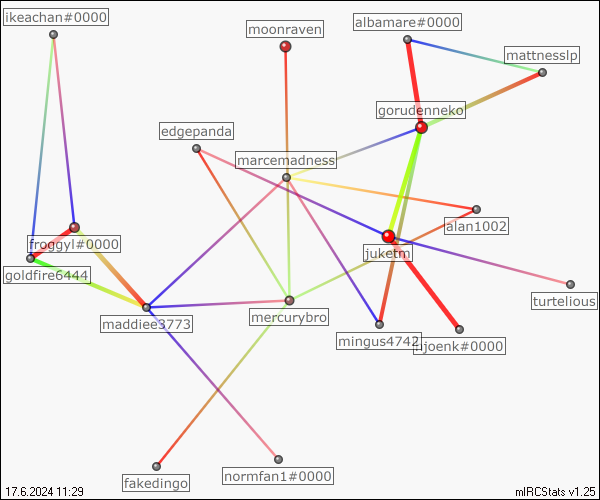 ikeachan#0000
moonraven
albamare#0000
mattnesslp
gorudenneko
edgepanda
marcemadness
alan1002
froggyl#0000
juketm
goldfire6444
turtelious
mercurybro
maddiee3773
mingus4742
njoenk#0000
fakedingo
normfan1#0000
17.6.2024 11:29
mIRCStats v1.25